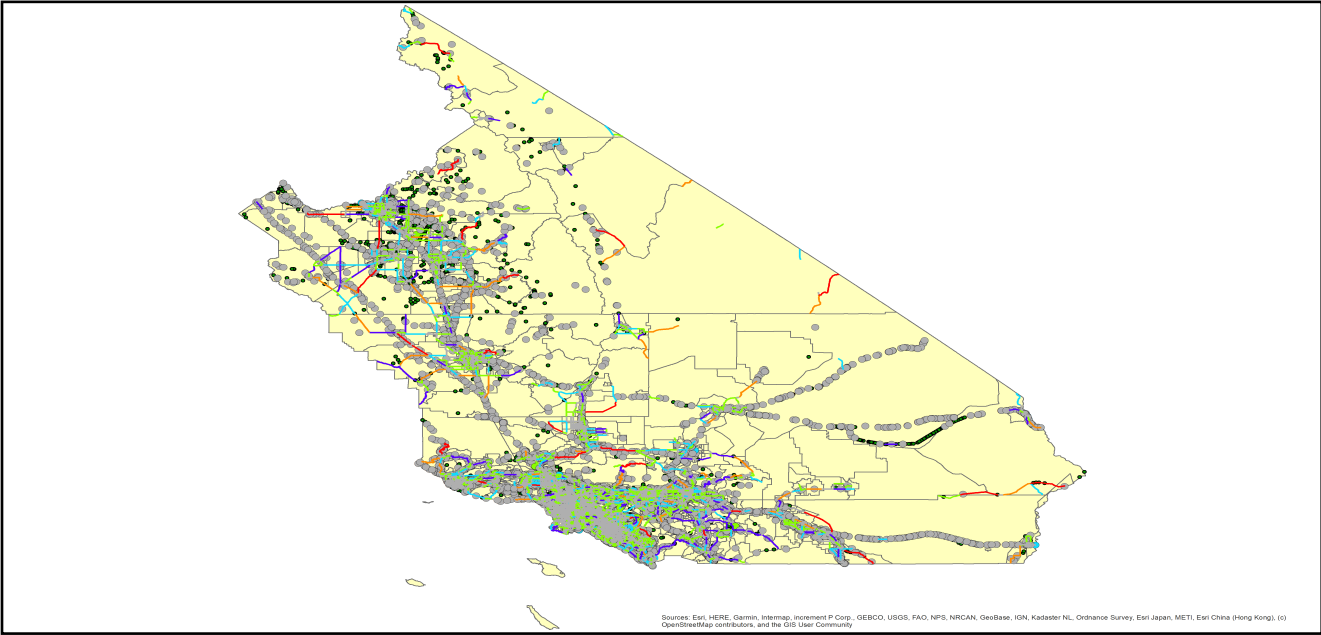 Sources: Esri, HERE, Garmin, Intermap, increment P Corp., GEBCO, USGS, FAO, NPS, NRCAN, GeoBase, IGN, Kadaster NL, Ordnance Survey, Esri Japan, METI, Esri China (Hong Kong), (c)
OpenStreetMap contributors, and the GIS User Community